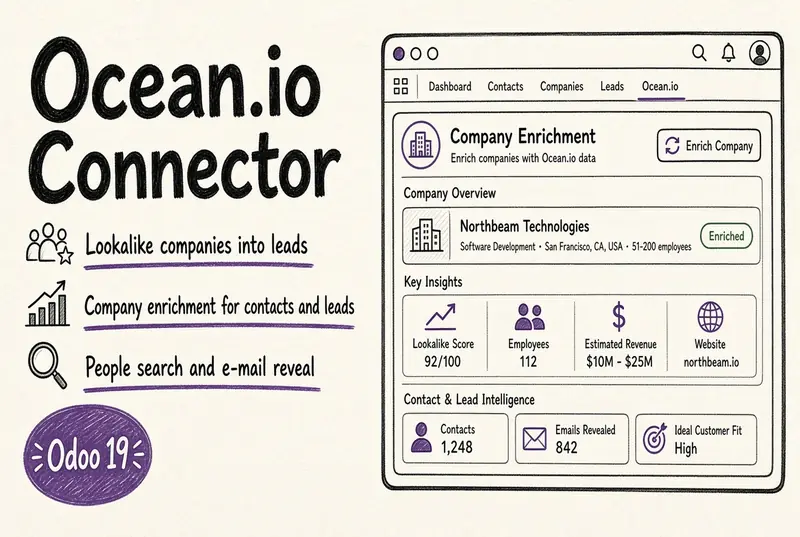 Ocean.io
Connector
Lookalike companies into leads
Company enrichment for contacts and leads
People search and e-mail reveal
Odoo 19
Dashboard Contacts Companies Leads Ocean.io
Company Enrichment
Enrich companies with Ocean.io data
Enrich Company
Company Overview
Northbeam Technologies
Software Development • San Francisco, CA, USA • 51-200 employees
Enriched
Key Insights
Lookalike Score
92/100
Employees
112
Estimated Revenue
$10M - $25M
Website
northbeam.io
Contact & Lead Intelligence
Contacts
1,248
Emails Revealed
842
Ideal Customer Fit
High